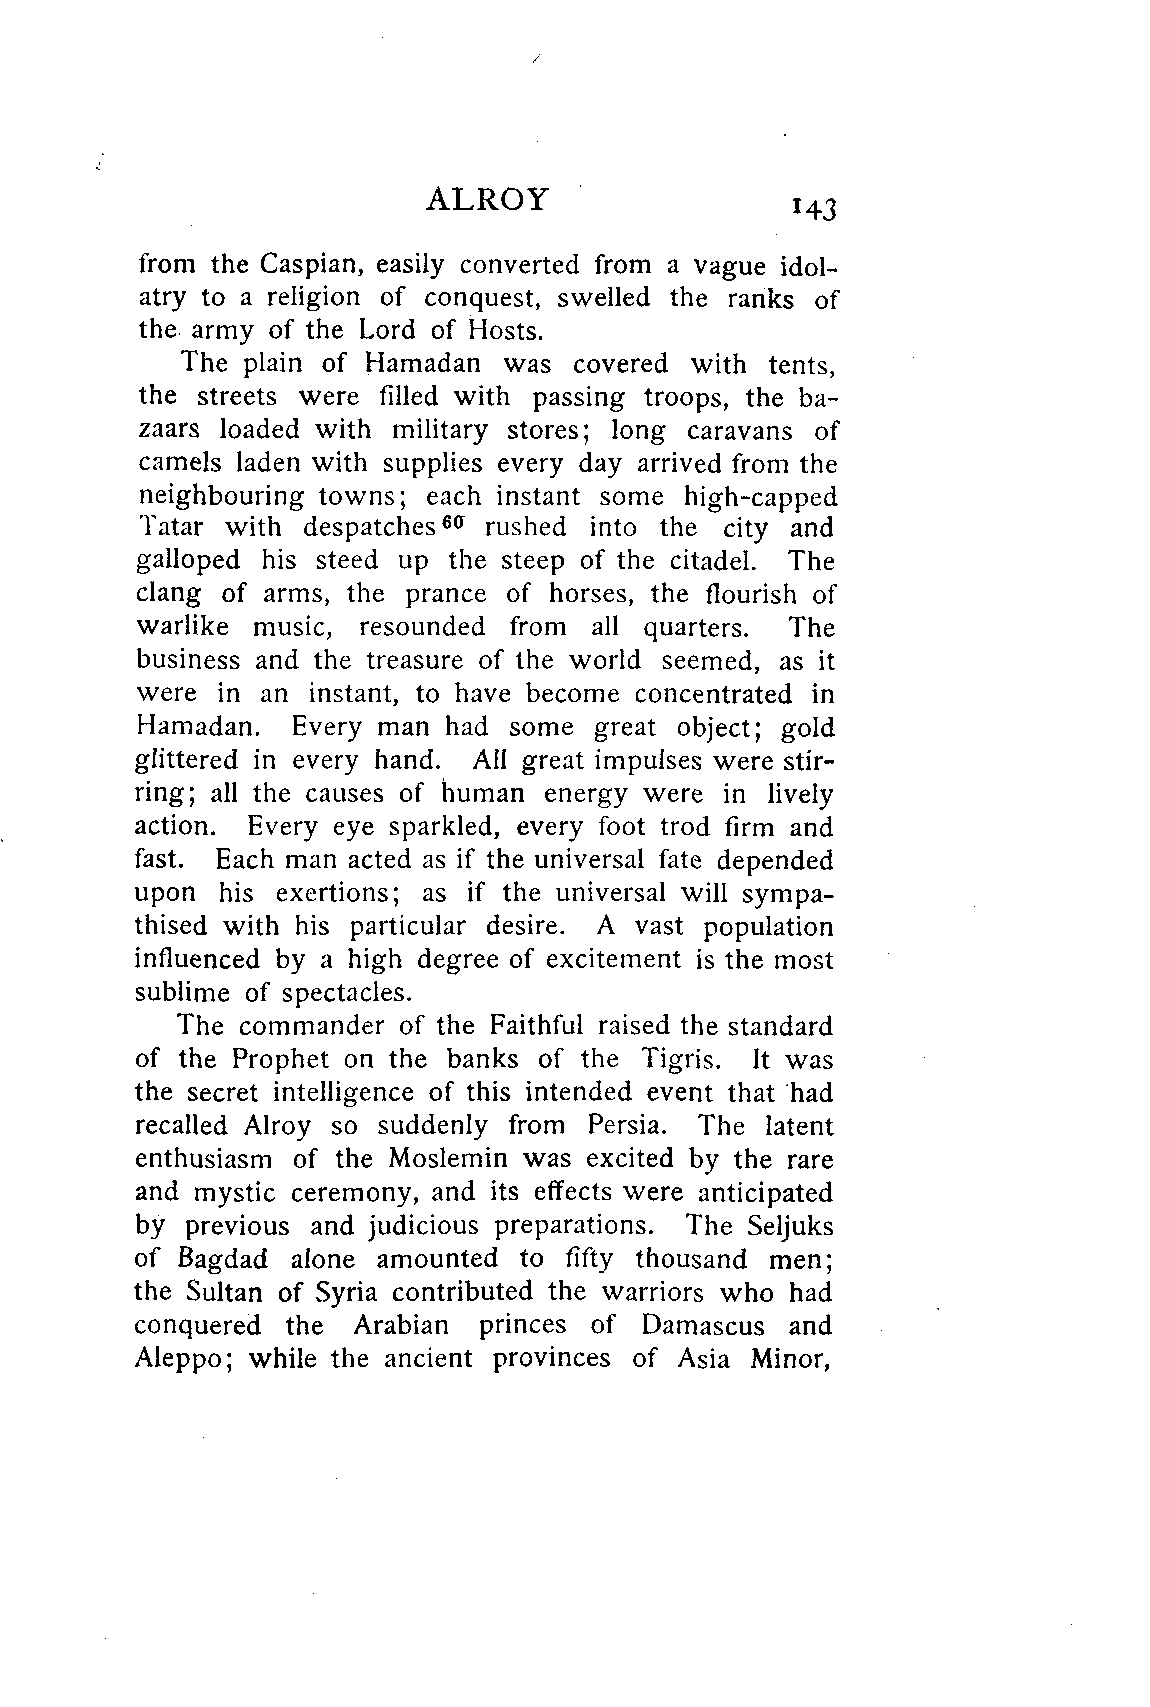 ALROY 143
from the Caspian, easily converted from a vague idol-
atry to a religion of conquest, swelled the ranks of
the army of the Lord of Hosts.
The plain of Hamadan was covered with tents,
the streets were filled with passing troops, the ba-
zaars loaded with military stores; long caravans of
camels laden with supplies every day arrived from the
neighbouring towns; each instant some high-capped
Tatar with despatches 60 rushed into the city and
galloped his steed up the steep of the citadel. The
clang of arms, the prance of horses, the flourish of
warlike music, resounded from all quarters. The
business and the treasure of the world seemed, as it
were in an instant, to have become concentrated in
Hamadan. Every man had some great object; gold
glittered in every hand. All great impulses were stir-
ring; all the causes of human energy were in lively
action. Every eye sparkled, every foot trod firm and
fast. Each man acted as if the universal fate depended
upon his exertions; as if the universal will sympa-
thised with his particular desire. A vast population
influenced by a high degree of excitement is the most
sublime of spectacles.
The commander of the Faithful raised the standard
of the Prophet on the banks of the Tigris. It was
the secret intelligence of this intended event that had
recalled Alroy so suddenly from Persia. The latent
enthusiasm of the Moslemin was excited by the rare
and mystic ceremony, and its effects were anticipated
by previous and judicious preparations. The Seljuks
of Bagdad alone amounted to fifty thousand men;
the Sultan of Syria contributed the warriors who had
conquered the Arabian princes of Damascus and
Aleppo; while the ancient provinces of Asia Minor,